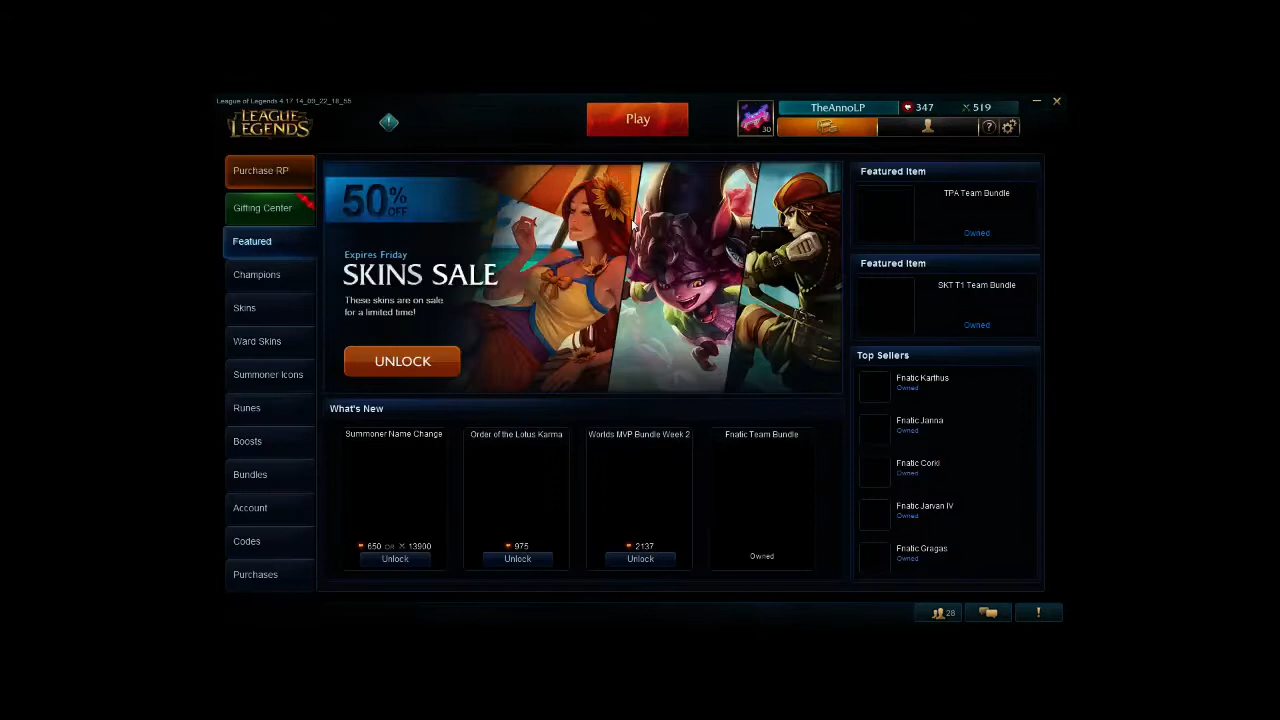 League of Legends 4.17.14_09_22_18_55
LEAGUE OF LEGENDS
Play
30
TheAnnoLP
347
519
Purchase RP
Gifting Center
Featured
Champions
Skins
Ward Skins
Summoner Icons
Runes
Boosts
Bundles
Account
Codes
Purchases
50% OFF
Expires Friday
SKINS SALE
These skins are on sale
for a limited time!
UNLOCK
What's New
Summoner Name Change
650 OR 13900
Unlock
Order of the Lotus Karma
975
Unlock
Worlds MVP Bundle Week 2
2137
Unlock
Fnatic Team Bundle
Owned
Featured Item
TPA Team Bundle
Owned
Featured Item
SKT T1 Team Bundle
Owned
Top Sellers
Fnatic Karthus
Owned
Fnatic Janna
Owned
Fnatic Corki
Owned
Fnatic Jarvan IV
Owned
Fnatic Gragas
Owned
28